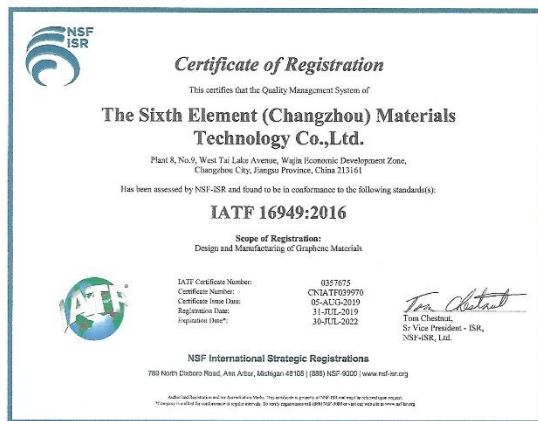 NSF
ISR
Certificate of Registration
This certifies that the Quality Management System of
The Sixth Element (Changzhou) Materials
Technology Co.,Ltd.
Plant 8, No.9, West Tai Lake Avenue, Wujin Economic Development Zone,
Changzhou City, Jiangsu Province, China 213161
Has been assessed by NSF-ISR and found to be in conformance to the following standards(s):
IATF 16949:2016
Scope of Registration:
Design and Manufacturing of Graphene Materials
IATF
IATF Certificate Number: 0357675
Certificate Number: CNIATF039970
Certificate Issue Date: 05-AUG-2019
Registration Date: 31-JUL-2019
Expiration Date*: 30-JUL-2022
Tom Chestnut
Tom Chestnut,
Sr Vice President - ISR,
NSF-ISR, Ltd.
NSF International Strategic Registrations
789 North Dixboro Road, Ann Arbor, Michigan 48105 | (888) NSF-9000 | www.nsf-isr.org